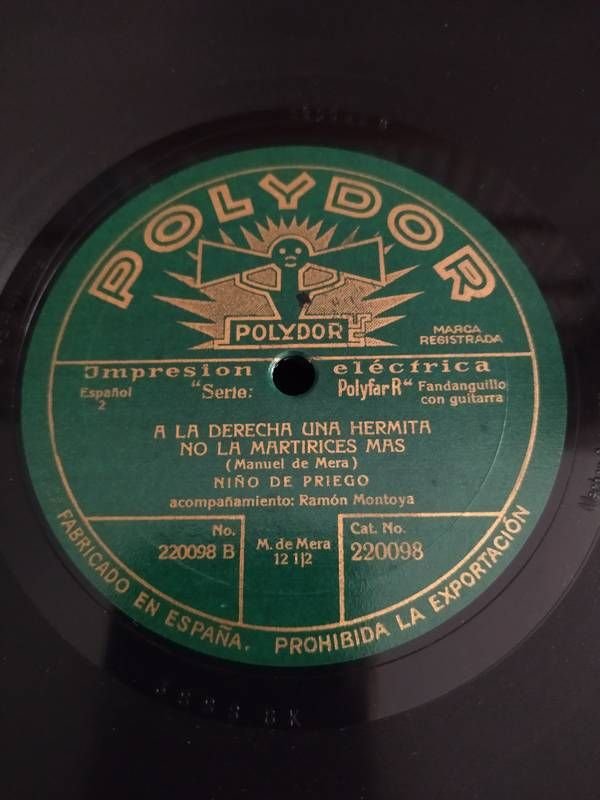 POLYDOR
POLYDOR
MARCA
REGISTRADA
Impresion eléctrica
Español
2
"Serie: PolyfarR"
Fandanguillo
con guitarra
A LA DERECHA UNA HERMITA
NO LA MARTIRICES MAS
(Manuel de Mera)
NIÑO DE PRIEGO
acompañamiento: Ramón Montoya
No.
220098 B
M. de Mera
12 1|2
Cat. No.
220098
FABRICADO EN ESPAÑA. PROHIBIDA LA EXPORTACIÓN